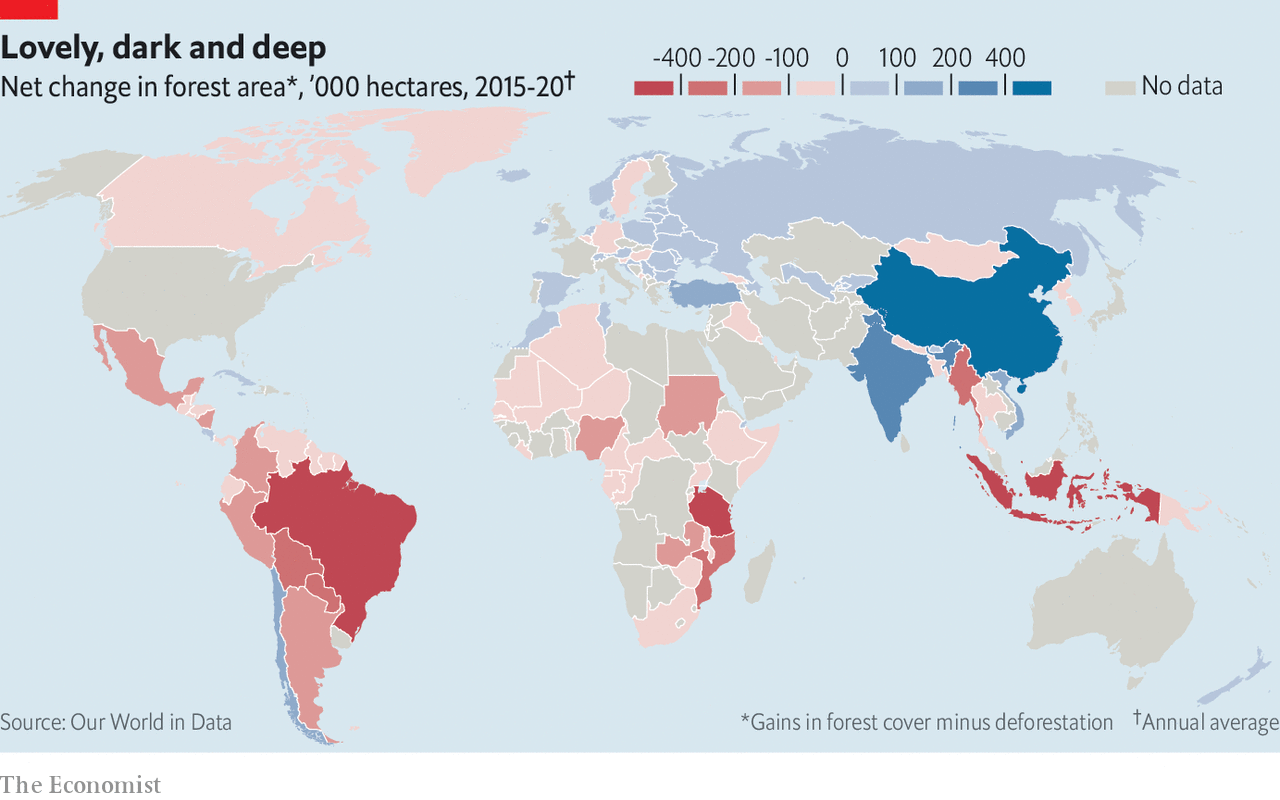 Lovely, dark and deep
Net change in forest area*, ’000 hectares, 2015-20†
-400 -200 -100 0 100 200 400
No data
Source: Our World in Data
*Gains in forest cover minus deforestation †Annual average
The Economist